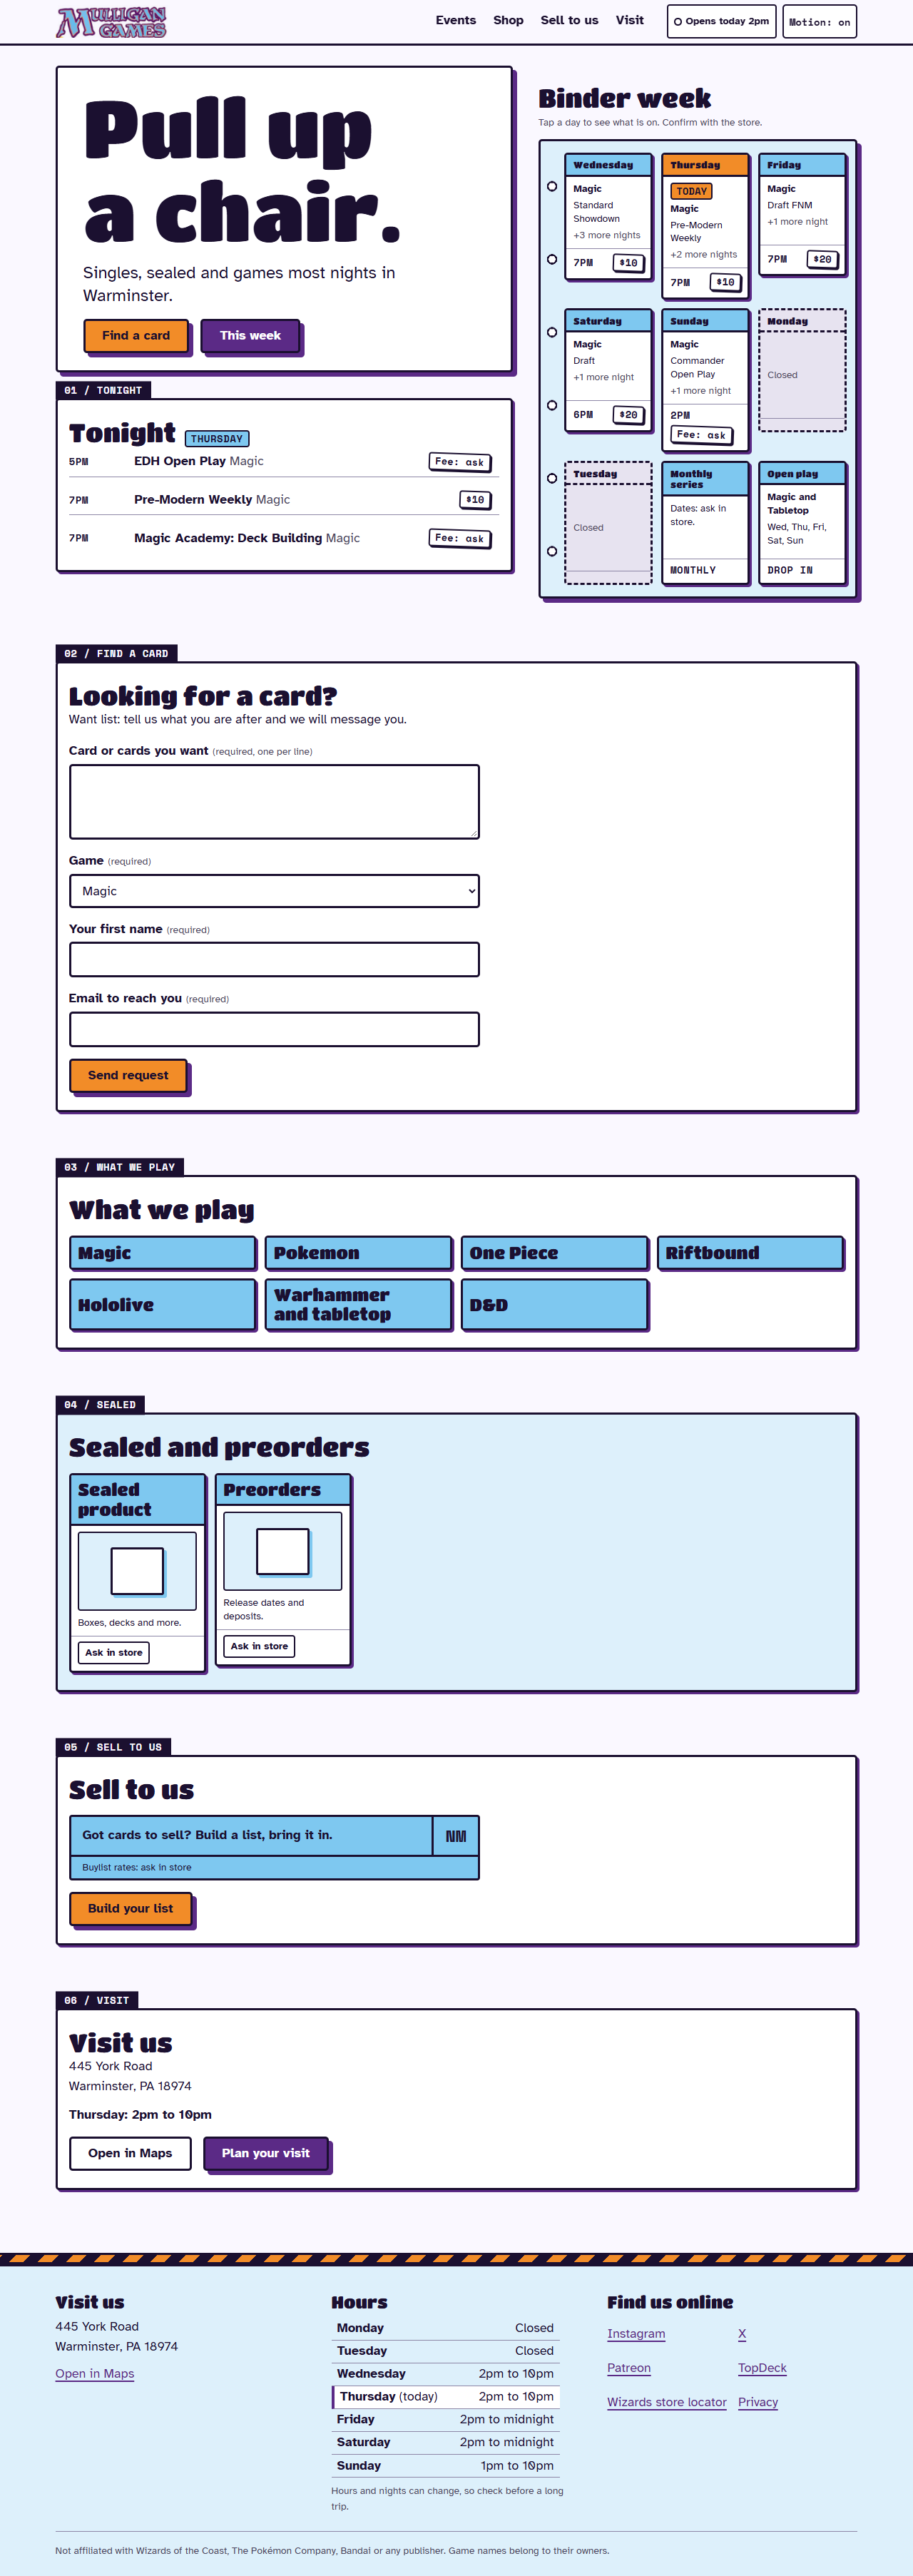 MULLIGAN
GAMES
Events
Shop
Sell to us
Visit
Opens today 2pm
Motion: on
Pull up
a chair.
Singles, sealed and games most nights in
Warminster.
Find a card
This week
01 / TONIGHT
Tonight THURSDAY
5PM EDH Open Play Magic Fee: ask
7PM Pre-Modern Weekly Magic $10
7PM Magic Academy: Deck Building Magic Fee: ask
Binder week
Tap a day to see what is on. Confirm with the store.
Wednesday
Magic
Standard
Showdown
+3 more nights
7PM $10
Thursday
TODAY
Magic
Pre-Modern
Weekly
+2 more nights
7PM $10
Friday
Magic
Draft FNM
+1 more night
7PM $20
Saturday
Magic
Draft
+1 more night
6PM $20
Sunday
Magic
Commander
Open Play
+1 more night
2PM
Fee: ask
Monday
Closed
Tuesday
Closed
Monthly
series
Dates: ask in
store.
MONTHLY
Open play
Magic and
Tabletop
Wed, Thu, Fri,
Sat, Sun
DROP IN
02 / FIND A CARD
Looking for a card?
Want list: tell us what you are after and we will message you.
Card or cards you want (required, one per line)
Game (required)
Magic
Your first name (required)
Email to reach you (required)
Send request
03 / WHAT WE PLAY
What we play
Magic
Pokemon
One Piece
Riftbound
Hololive
Warhammer
and tabletop
D&D
04 / SEALED
Sealed and preorders
Sealed
product
Boxes, decks and more.
Ask in store
Preorders
Release dates and
deposits.
Ask in store
05 / SELL TO US
Sell to us
Got cards to sell? Build a list, bring it in.
NM
Buylist rates: ask in store
Build your list
06 / VISIT
Visit us
445 York Road
Warminster, PA 18974
Thursday: 2pm to 10pm
Open in Maps
Plan your visit
Visit us
445 York Road
Warminster, PA 18974
Open in Maps
Hours
Monday Closed
Tuesday Closed
Wednesday 2pm to 10pm
Thursday (today) 2pm to 10pm
Friday 2pm to midnight
Saturday 2pm to midnight
Sunday 1pm to 10pm
Hours and nights can change, so check before a long
trip.
Find us online
Instagram
X
Patreon
TopDeck
Wizards store locator
Privacy
Not affiliated with Wizards of the Coast, The Pokémon Company, Bandai or any publisher. Game names belong to their owners.